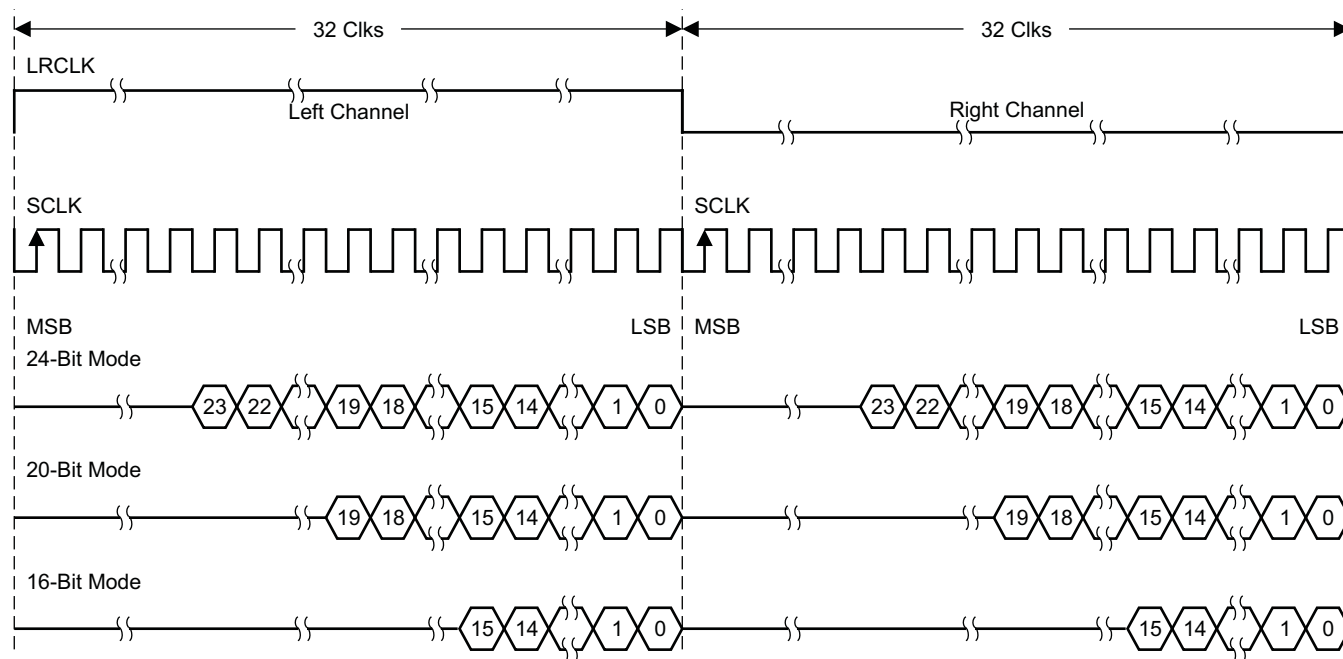 32 Clks 32 Clks
LRCLK
Left Channel Right Channel
SCLK SCLK
MSB LSB MSB LSB
24-Bit Mode
23 22 19 18 15 14 1 0 23 22 19 18 15 14 1 0
20-Bit Mode
19 18 15 14 1 0 19 18 15 14 1 0
16-Bit Mode
15 14 1 0 15 14 1 0